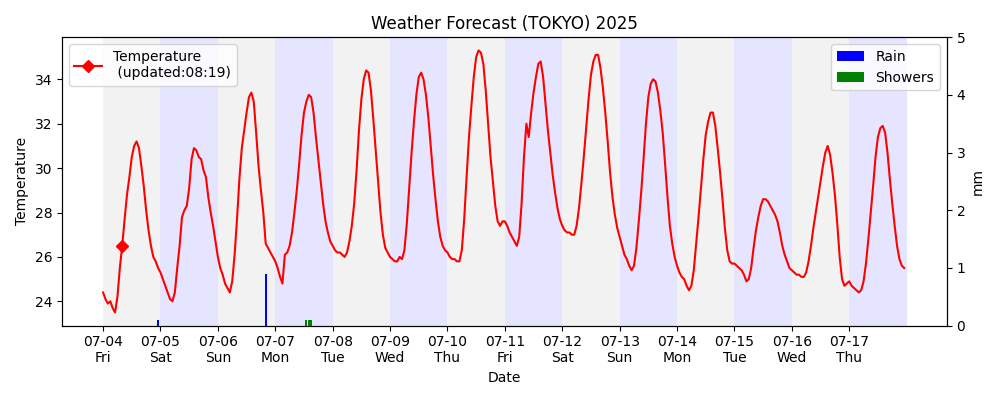 Weather Forecast (TOKYO) 2025
Temperature
(updated:08:19)
Rain
Showers
Temperature
34
32
30
28
26
24
5
4
3
2
1
0
mm
07-04 07-05 07-06 07-07 07-08 07-09 07-10 07-11 07-12 07-13 07-14 07-15 07-16 07-17
Fri Sat Sun Mon Tue Wed Thu Fri Sat Sun Mon Tue Wed Thu
Date